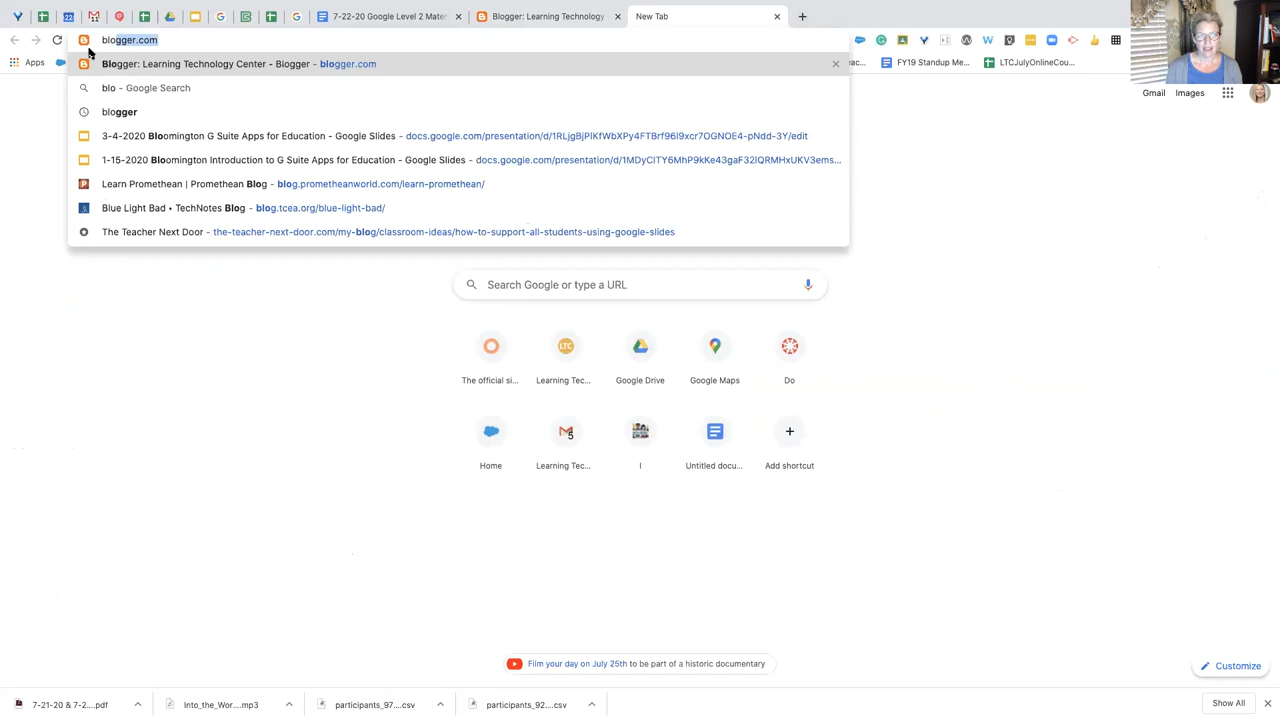 7-22-20 Google Level 2 Mater
Blogger: Learning Technology
New Tab
blogger.com
Apps
FY19 Standup Me...
LTCJulyOnlineCou...
Blogger: Learning Technology Center - Blogger - blogger.com
blo - Google Search
blogger
3-4-2020 Bloomington G Suite Apps for Education - Google Slides - docs.google.com/presentation/d/1RLjgBjPIKfWbXPy4FTBrf96I9xcr7OGNOE4-pNdd-3Y/edit
1-15-2020 Bloomington Introduction to G Suite Apps for Education - Google Slides - docs.google.com/presentation/d/1MDyCITY6MhP9kKe43gaF32IQRMHxUKV3ems...
Learn Promethean | Promethean Blog - blog.prometheanworld.com/learn-promethean/
Blue Light Bad • TechNotes Blog - blog.tcea.org/blue-light-bad/
The Teacher Next Door - the-teacher-next-door.com/my-blog/classroom-ideas/how-to-support-all-students-using-google-slides
Gmail Images
Search Google or type a URL
LTC
The official si...
Learning Tec...
Google Drive
Google Maps
Do
5
Home
Learning Tec...
I
Untitled docu...
Add shortcut
Film your day on July 25th to be part of a historic documentary
Customize
7-21-20 & 7-2....pdf
Into_the_Wor....mp3
participants_97....csv
participants_92....csv
Show All